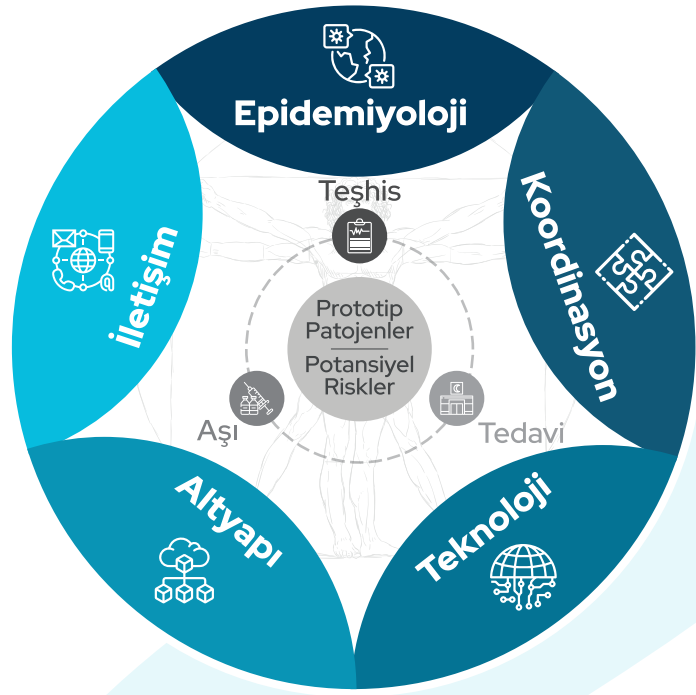 Epidemiyoloji
Teşhis
Koordinasyon
İletişim
Prototip
Patojenler
Potansiyel
Riskler
Aşı
Tedavi
Altyapı
Teknoloji